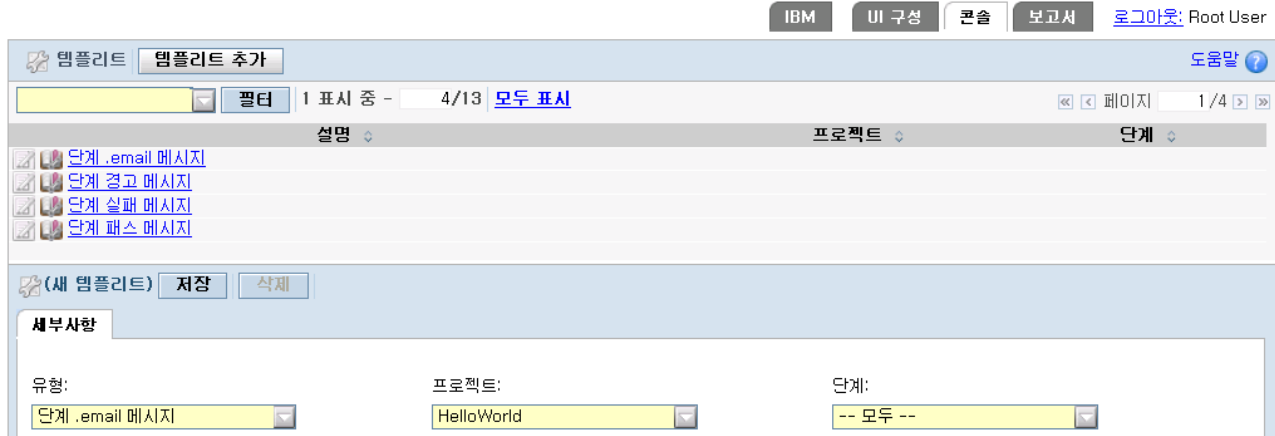 IBM UI 구성 콘솔 보고서 로그아웃: Root User
템플리트 템플리트 추가 도움말 ?
필터 1 표시 중 - 4/13 모두 표시 페이지 1 /4
설명 프로젝트 단계
단계 .email 메시지
단계 경고 메시지
단계 실패 메시지
단계 패스 메시지
(새 템플리트) 저장 삭제
세부사항
유형: 프로젝트: 단계:
단계 .email 메시지 HelloWorld -- 모두 --